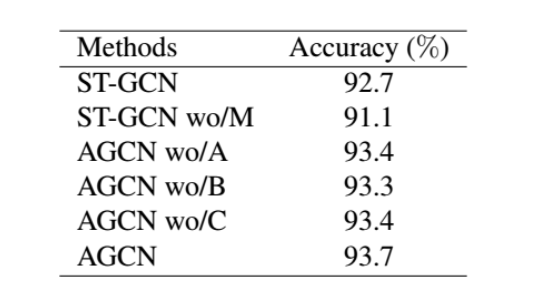 Methods Accuracy (%)
ST-GCN 92.7
ST-GCN wo/M 91.1
AGCN wo/A 93.4
AGCN wo/B 93.3
AGCN wo/C 93.4
AGCN 93.7